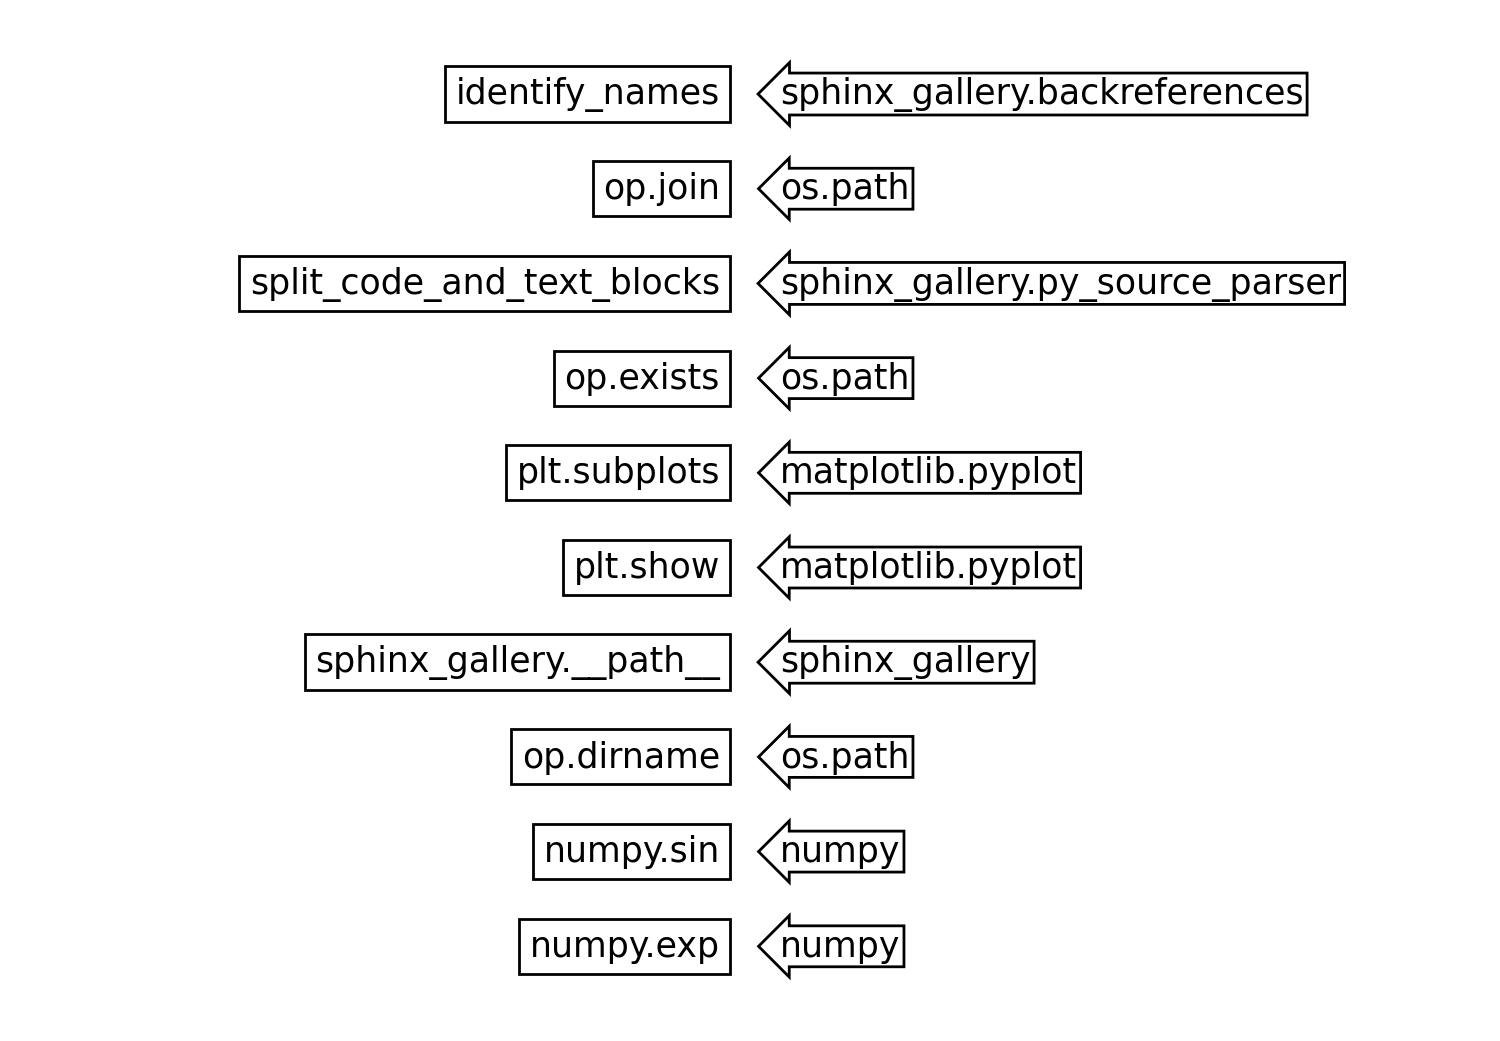 identify_names sphinx_gallery.backreferences
op.join os.path
split_code_and_text_blocks sphinx_gallery.py_source_parser
op.exists os.path
plt.subplots matplotlib.pyplot
plt.show matplotlib.pyplot
sphinx_gallery.__path__ sphinx_gallery
op.dirname os.path
numpy.sin numpy
numpy.exp numpy